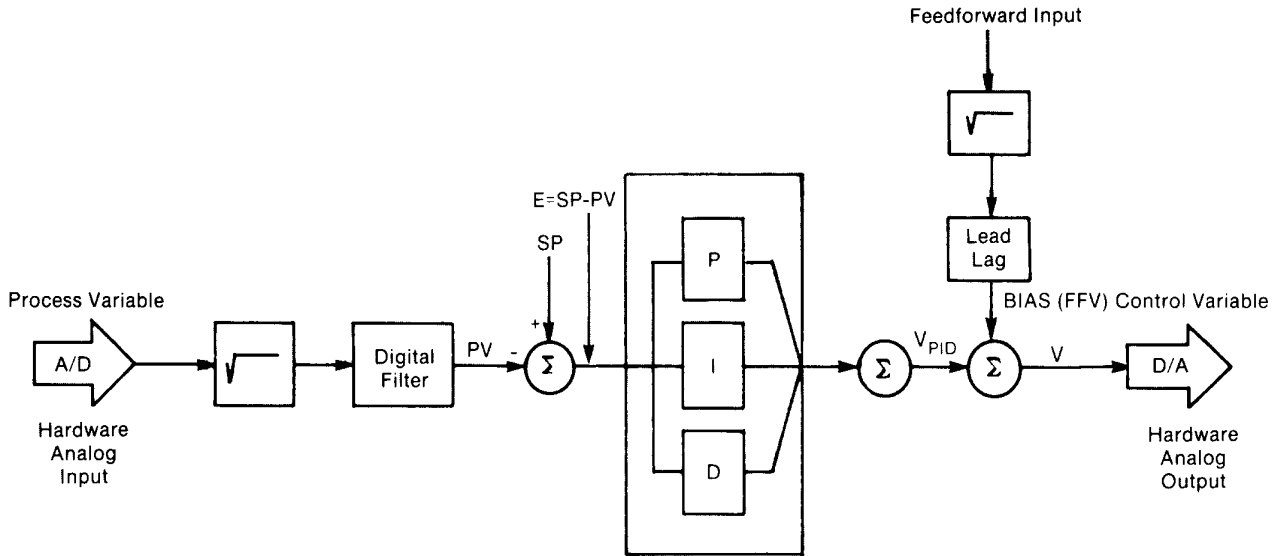 Feedforward Input
√
Lead
Lag
BIAS (FFV) Control Variable
E=SP-PV
SP
+
Process Variable
A/D
√
Digital
Filter
PV
-
Σ
P
I
D
Σ
V_PID
Σ
V
D/A
Hardware
Analog
Input
Hardware
Analog
Output